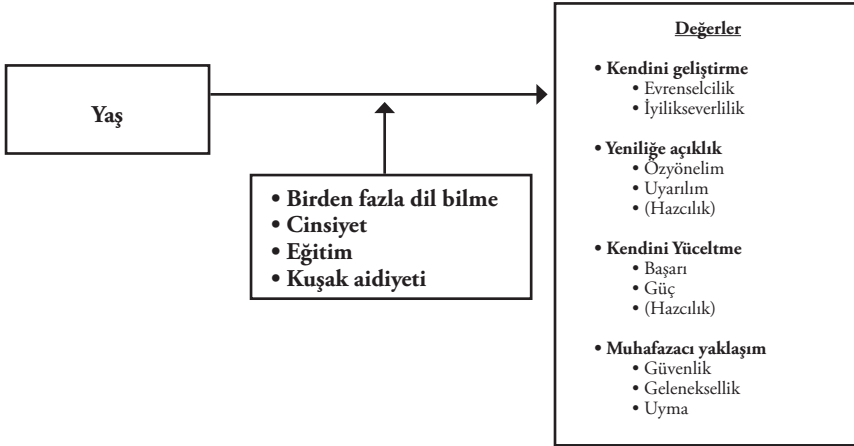 Yaş
• Birden fazla dil bilme
• Cinsiyet
• Eğitim
• Kuşak aidiyeti
Değerler
• Kendini geliştirme
• Evrenselcilik
• İyilikseverlilik
• Yeniliğe açıklık
• Özyönelim
• Uyarılım
• (Hazcılık)
• Kendini Yüceltme
• Başarı
• Güç
• (Hazcılık)
• Muhafazacı yaklaşım
• Güvenlik
• Geleneksellik
• Uyma